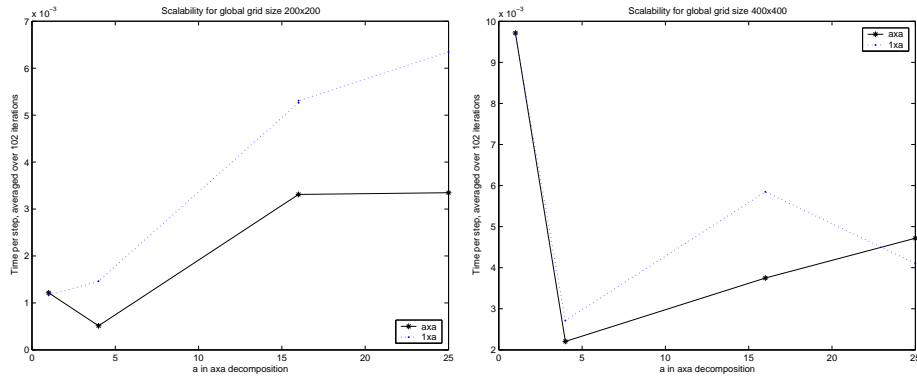 x 10⁻³
Scalability for global grid size 200x200
7
6
5
4
3
2
1
0
0 5 10 15 20 25
Time per step, averaged over 102 iterations
a in axa decomposition
axa
1xa
x 10⁻³
Scalability for global grid size 400x400
10
9
8
7
6
5
4
3
2
0 5 10 15 20 25
Time per step, averaged over 102 iterations
a in axa decomposition
axa
1xa